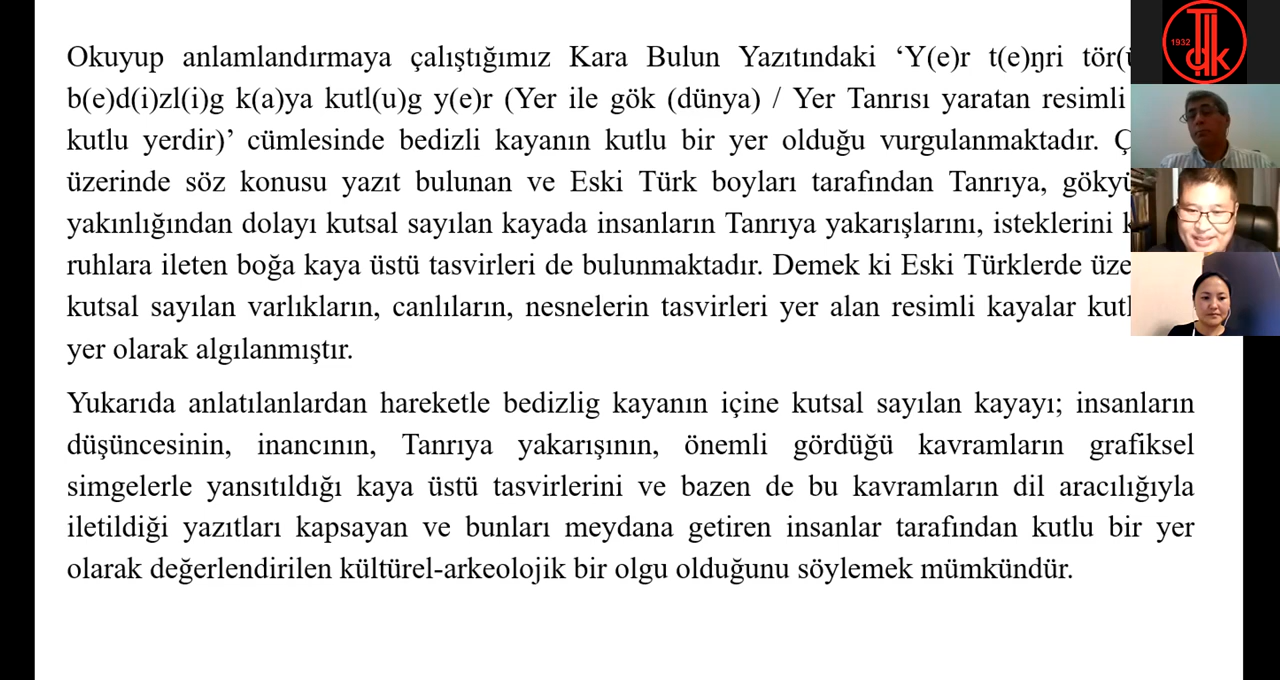 Okuyup anlamlandırmaya çalıştığımız Kara Bulun Yazıtındaki ‘Y(e)r t(e)ŋri
b(e)d(i)zl(i)g k(a)ya kutl(u)g y(e)r (Yer ile gök (dünya) / Yer Tanrısı yaratan resimli
kutlu yerdir)’ cümlesinde bedizli kayanın kutlu bir yer olduğu vurgulanmaktadır.
üzerinde söz konusu yazıt bulunan ve Eski Türk boyları tarafından Tanrıya,
yakınlığından dolayı kutsal sayılan kayada insanların Tanrıya yakarışlarını, isteklerini
ruhlara ileten boğa kaya üstü tasvirleri de bulunmaktadır. Demek ki Eski Türklerde
kutsal sayılan varlıkların, canlıların, nesnelerin tasvirleri yer alan resimli kayalar
yer olarak algılanmıştır.
Yukarıda anlatılanlardan hareketle bedizlig kayanın içine kutsal sayılan kayayı; insanların
düşüncesinin, inancının, Tanrıya yakarışının, önemli gördüğü kavramların grafiksel
simgelerle yansıtıldığı kaya üstü tasvirlerini ve bazen de bu kavramların dil aracılığıyla
iletildiği yazıtları kapsayan ve bunları meydana getiren insanlar tarafından kutlu bir yer
olarak değerlendirilen kültürel-arkeolojik bir olgu olduğunu söylemek mümkündür.
1932